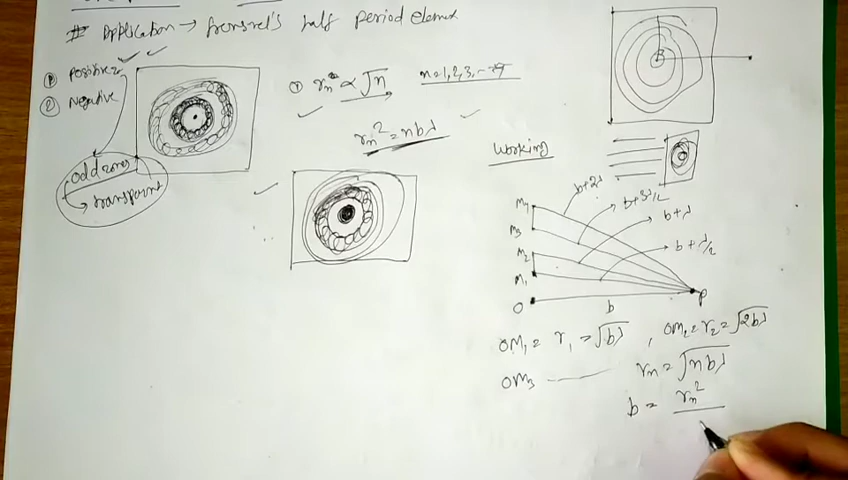 # Application → fresnel's half period element
① Positive
② Negative
odd zones
→ transparent
① rn ∝ √n n=1,2,3,---
rn² = nbλ
B
Working
M4
M3
M2
M1
O
b+2λ
b+3λ/2
b+λ
b+λ/2
b
P
OM1 = r1 = √bλ , OM2 = r2 = √2bλ
OM3 rn = √nbλ
b = rn²